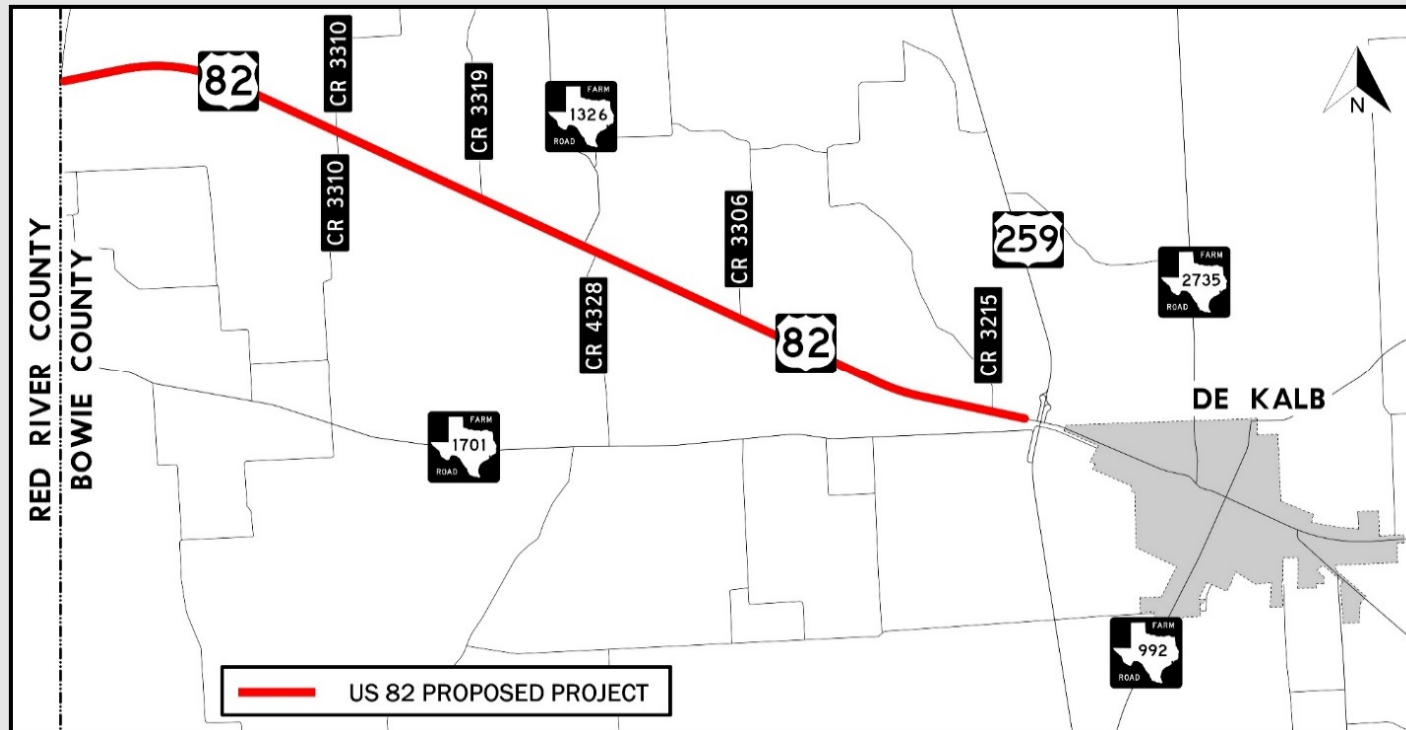 82
CR 3310
CR 3310
CR 3319
FARM
1326
ROAD
CR 3306
259
FARM
2735
ROAD
N
RED RIVER COUNTY
BOWIE COUNTY
CR 4328
82
CR 3215
DE KALB
FARM
1701
ROAD
FARM
992
ROAD
US 82 PROPOSED PROJECT